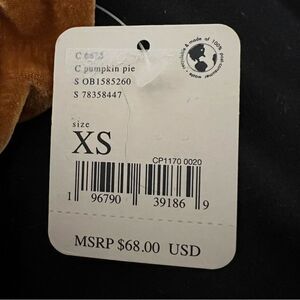 C pumpkin pie
S OB1585260
S 78358447
size
XS
CP1170 0020
1 96790 39186 9
MSRP $68.00 USD